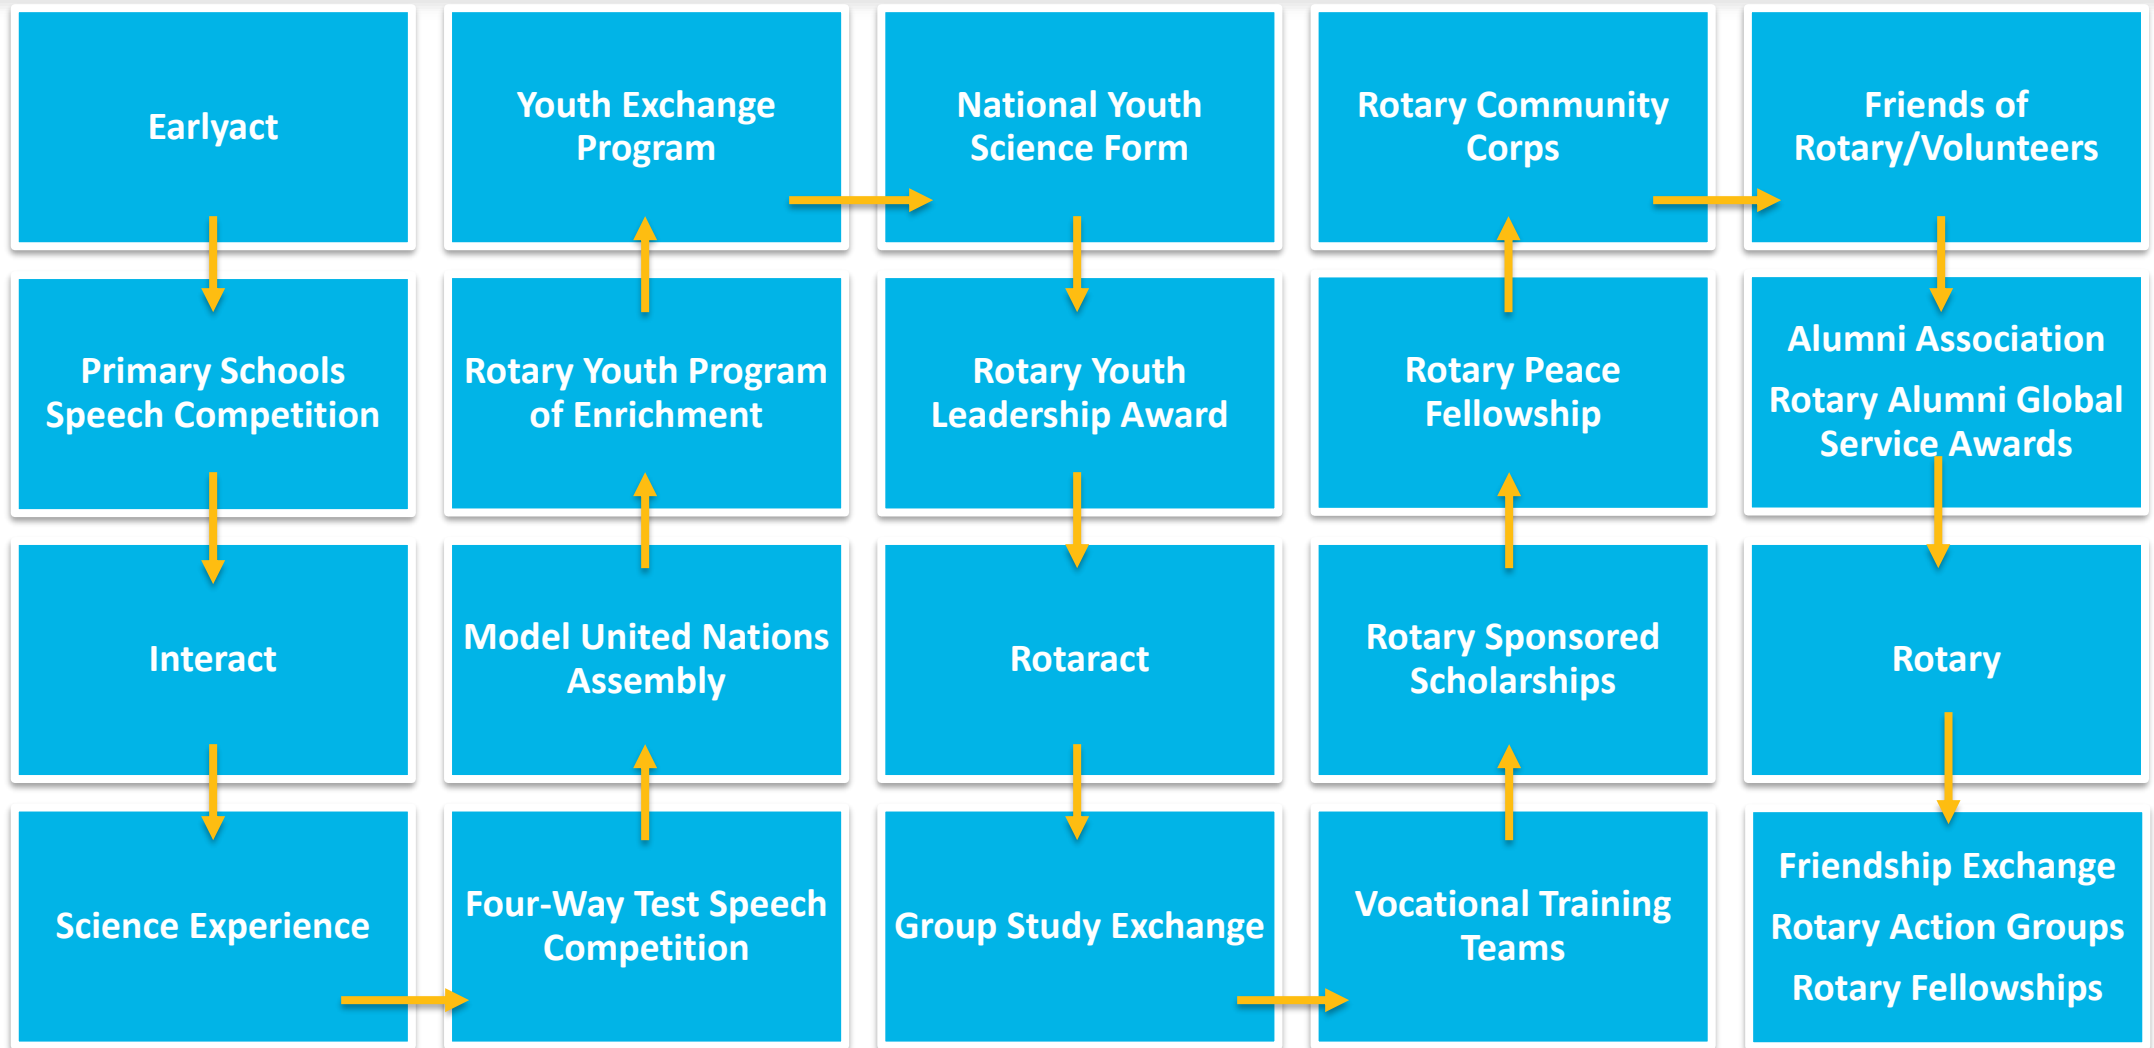 Earlyact
Primary Schools
Speech Competition
Interact
Science Experience
Four-Way Test Speech
Competition
Model United Nations
Assembly
Rotary Youth Program
of Enrichment
Youth Exchange
Program
National Youth
Science Form
Rotary Youth
Leadership Award
Rotaract
Group Study Exchange
Vocational Training
Teams
Rotary Sponsored
Scholarships
Rotary Peace
Fellowship
Rotary Community
Corps
Friends of
Rotary/Volunteers
Alumni Association
Rotary Alumni Global
Service Awards
Rotary
Friendship Exchange
Rotary Action Groups
Rotary Fellowships